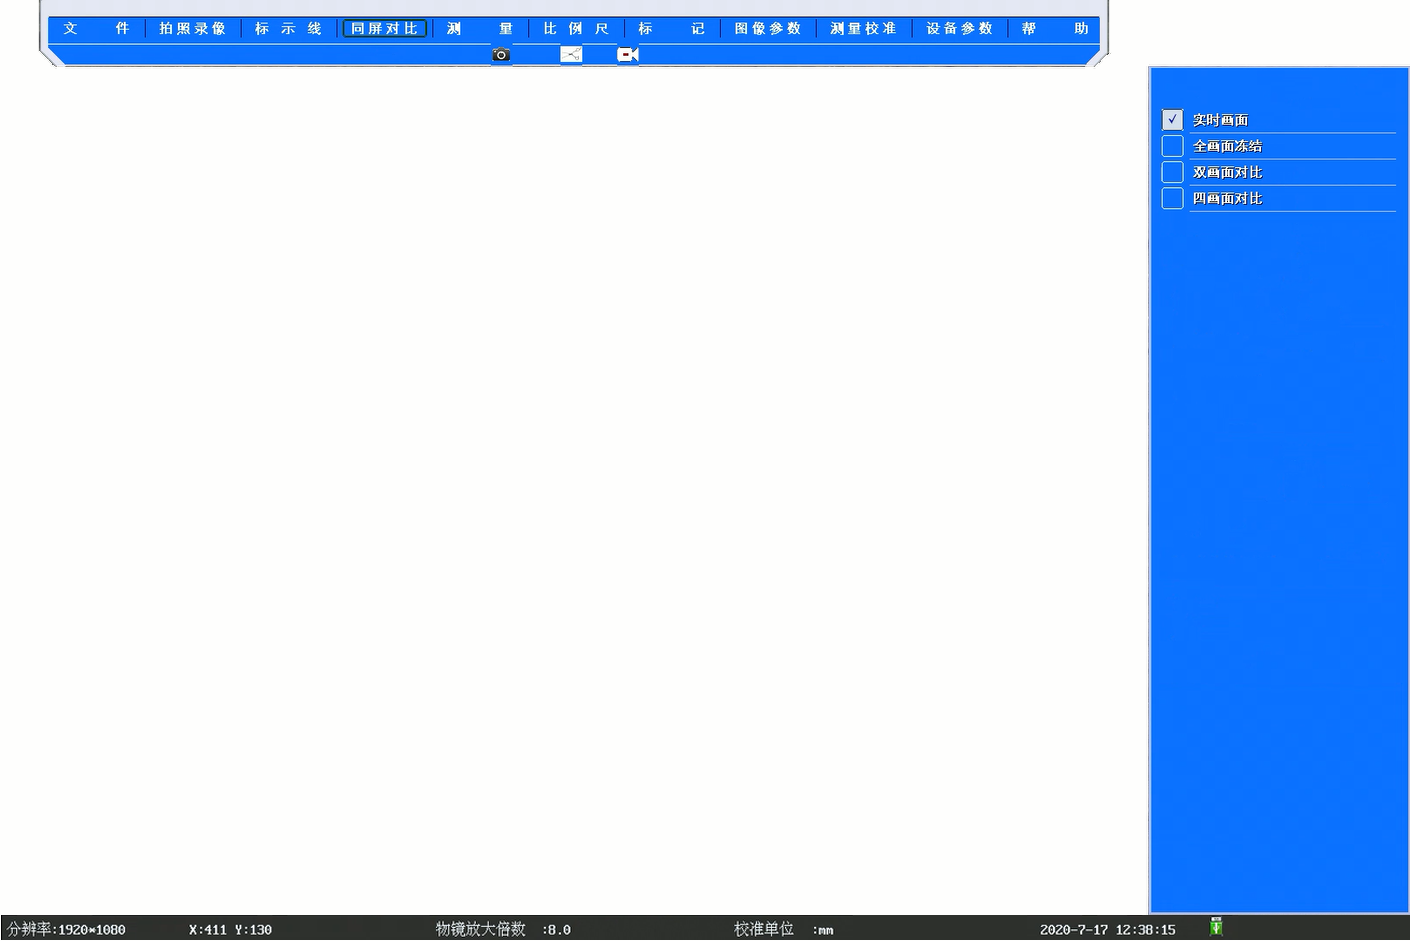 文件 拍照录像 标示线 同屏对比 测量 比例尺 标记 图像参数 测量校准 设备参数 帮助
实时画面
全画面冻结
双画面对比
四画面对比
分辨率:1920*1080 X:411 Y:130 物镜放大倍数 :8.0 校准单位 :mm 2020-7-17 12:38:15